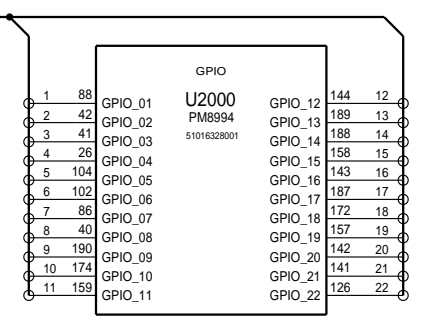 GPIO
U2000
PM8994
51016328001
1 88 GPIO_01 GPIO_12 144 12
2 42 GPIO_02 GPIO_13 189 13
3 41 GPIO_03 GPIO_14 188 14
4 26 GPIO_04 GPIO_15 158 15
5 104 GPIO_05 GPIO_16 143 16
6 102 GPIO_06 GPIO_17 187 17
7 86 GPIO_07 GPIO_18 172 18
8 40 GPIO_08 GPIO_19 157 19
9 190 GPIO_09 GPIO_20 142 20
10 174 GPIO_10 GPIO_21 141 21
11 159 GPIO_11 GPIO_22 126 22